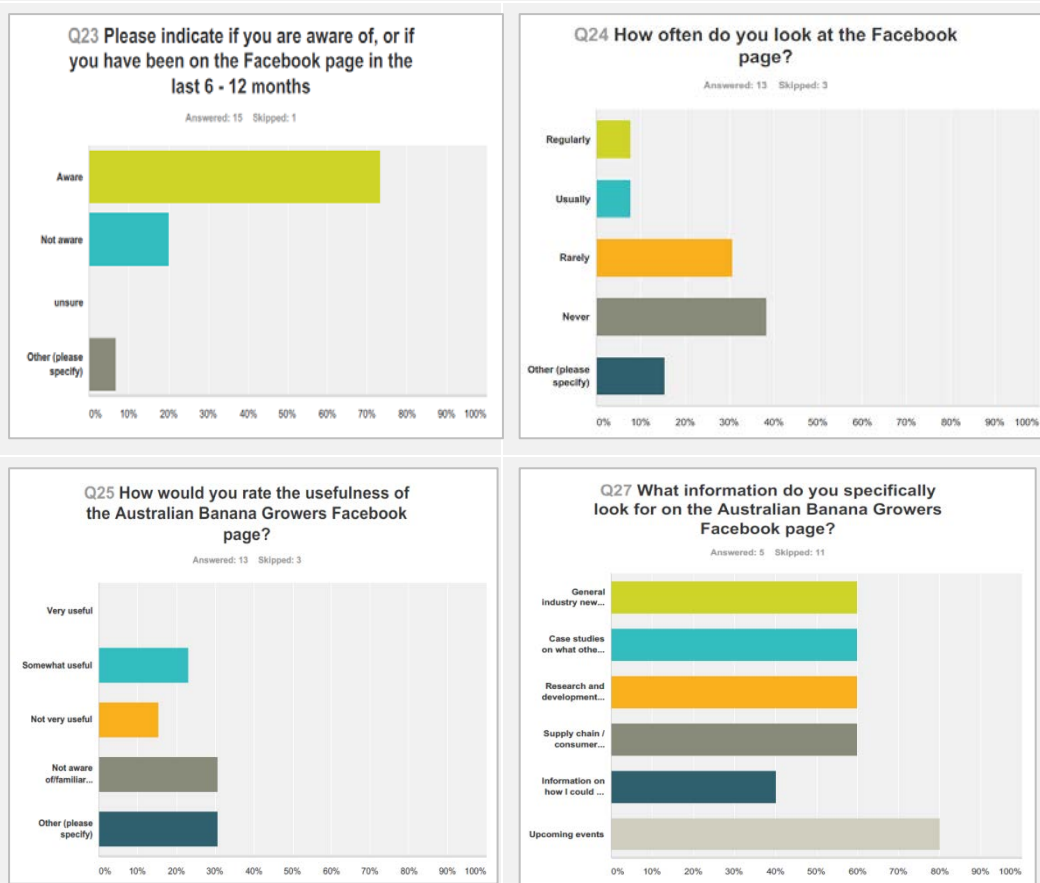 Q23 Please indicate if you are aware of, or if
you have been on the Facebook page in the
last 6 - 12 months
Answered: 15 Skipped: 1
Aware
Not aware
unsure
Other (please
specify)
0% 10% 20% 30% 40% 50% 60% 70% 80% 90% 100%
Q24 How often do you look at the Facebook
page?
Answered: 13 Skipped: 3
Regularly
Usually
Rarely
Never
Other (please
specify)
0% 10% 20% 30% 40% 50% 60% 70% 80% 90% 100%
Q25 How would you rate the usefulness of
the Australian Banana Growers Facebook
page?
Answered: 13 Skipped: 3
Very useful
Somewhat useful
Not very useful
Not aware
of/familiar...
Other (please
specify)
0% 10% 20% 30% 40% 50% 60% 70% 80% 90% 100%
Q27 What information do you specifically
look for on the Australian Banana Growers
Facebook page?
Answered: 5 Skipped: 11
General
industry new...
Case studies
on what othe...
Research and
development...
Supply chain /
consumer...
Information on
how I could ...
Upcoming events
0% 10% 20% 30% 40% 50% 60% 70% 80% 90% 100%